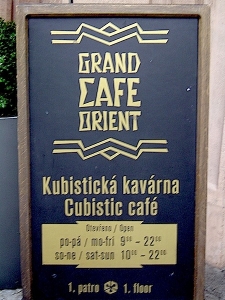 GRAND
CAFE
ORIENT
Kubistická kavárna
Cubistic café
Otevřeno / Open
po-pá / mo-fri 9⁰⁰ - 22⁰⁰
so-ne / sat-sun 10⁰⁰ - 22⁰⁰
1. patro 1. floor